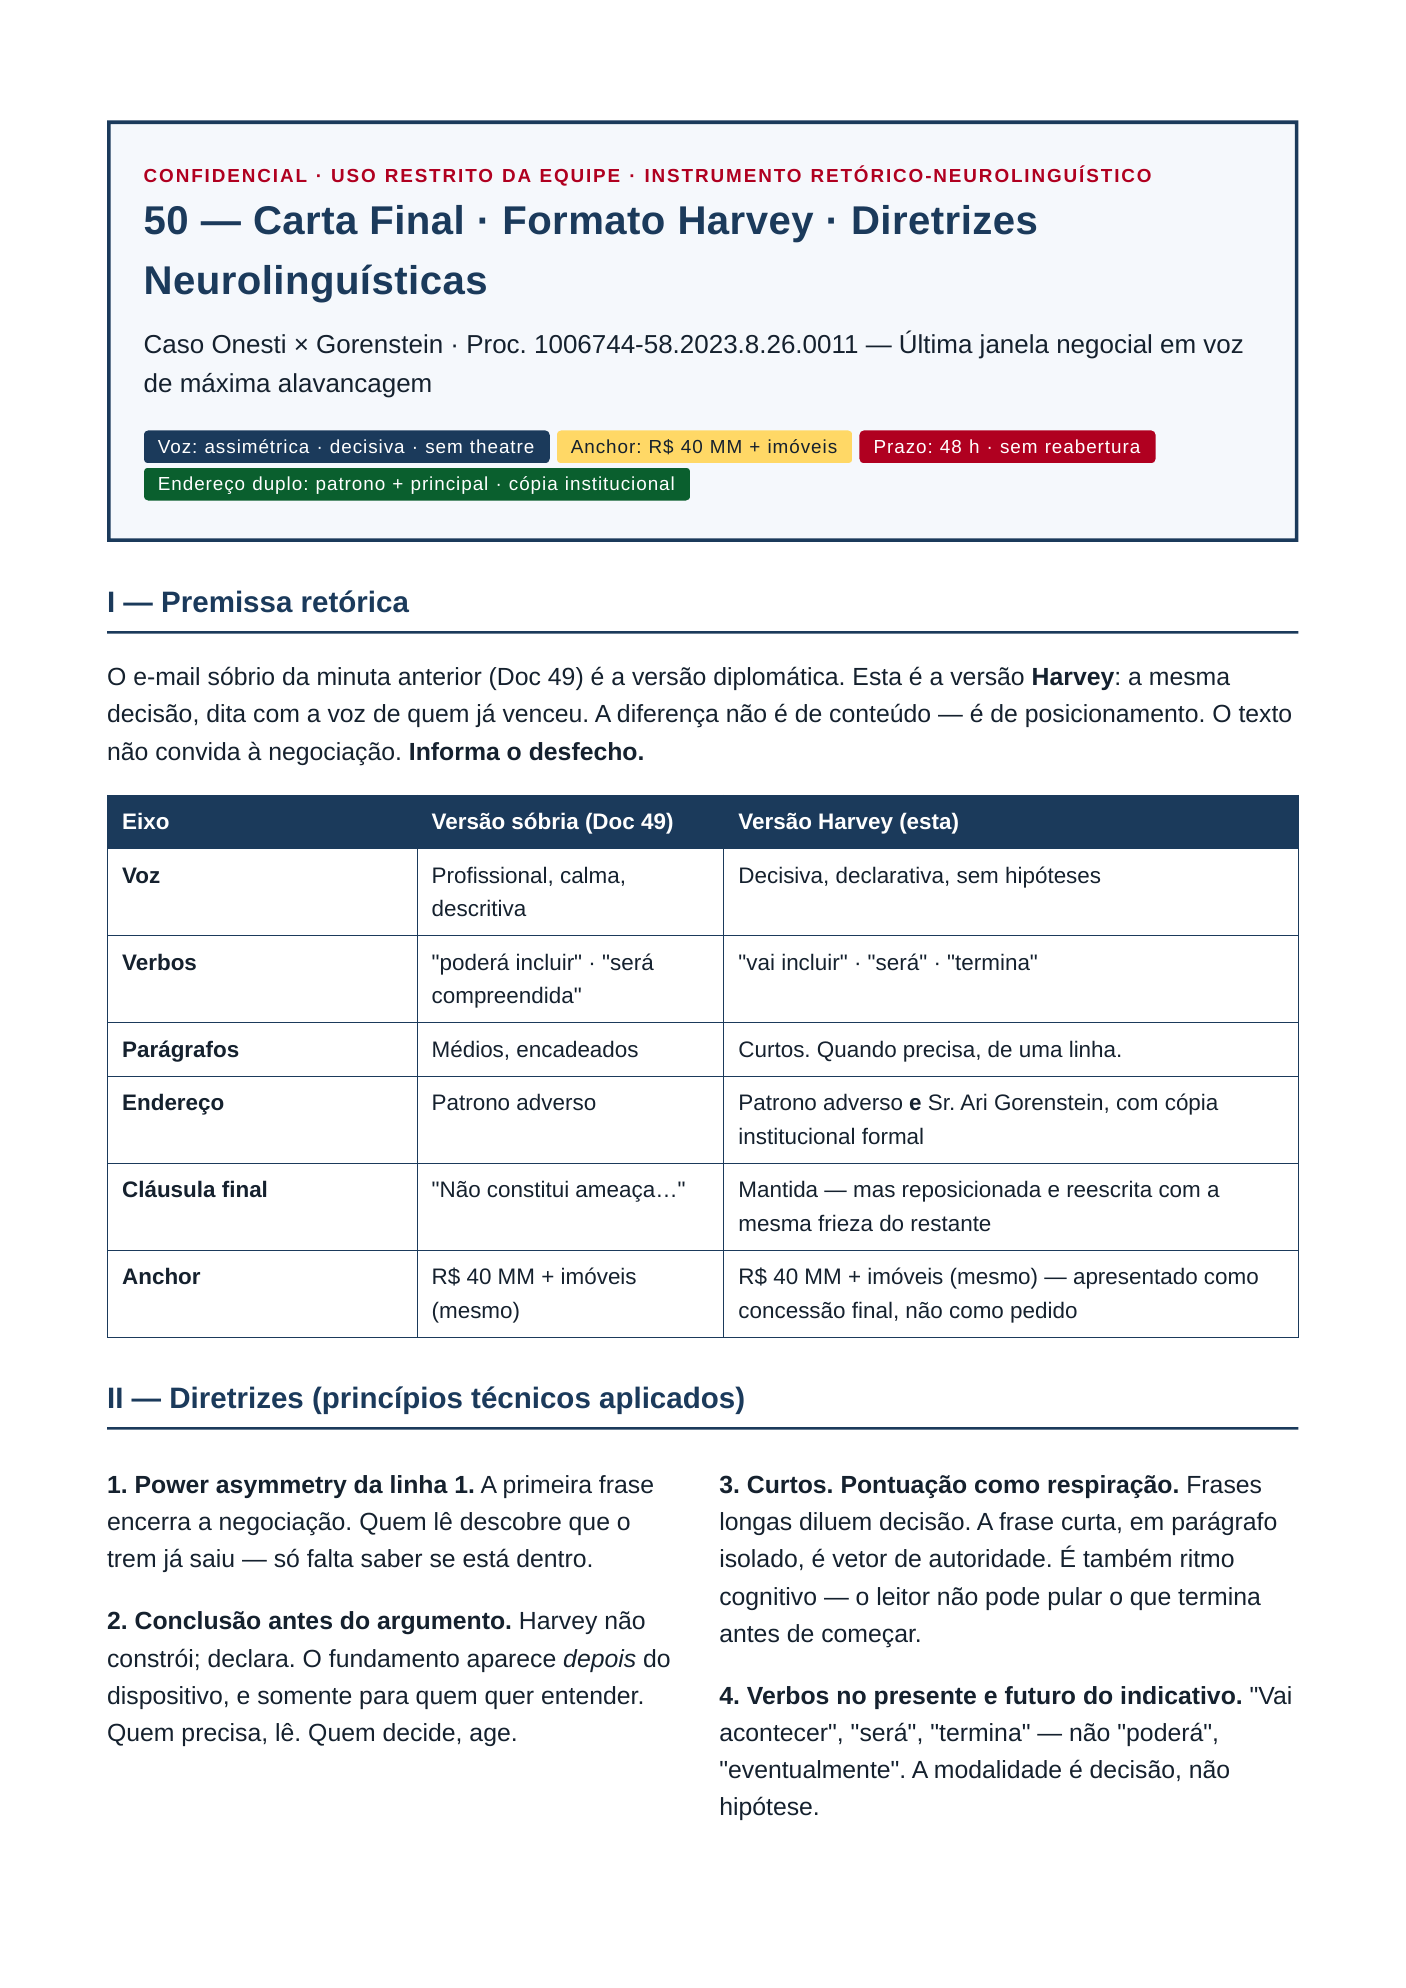 CONFIDENCIAL · USO RESTRITO DA EQUIPE · INSTRUMENTO RETÓRICO-NEUROLINGUÍSTICO
50 — Carta Final · Formato Harvey · Diretrizes
Neurolinguísticas
Caso Onesti × Gorenstein · Proc. 1006744-58.2023.8.26.0011 — Última janela negocial em voz
de máxima alavancagem
Voz: assimétrica · decisiva · sem theatre
Anchor: R$ 40 MM + imóveis
Prazo: 48 h · sem reabertura
Endereço duplo: patrono + principal · cópia institucional
I — Premissa retórica
O e-mail sóbrio da minuta anterior (Doc 49) é a versão diplomática. Esta é a versão Harvey: a mesma
decisão, dita com a voz de quem já venceu. A diferença não é de conteúdo — é de posicionamento. O texto
não convida à negociação. Informa o desfecho.
Eixo
Versão sóbria (Doc 49)
Versão Harvey (esta)
Voz
Profissional, calma,
descritiva
Decisiva, declarativa, sem hipóteses
Verbos
"poderá incluir" · "será
compreendida"
"vai incluir" · "será" · "termina"
Parágrafos
Médios, encadeados
Curtos. Quando precisa, de uma linha.
Endereço
Patrono adverso
Patrono adverso e Sr. Ari Gorenstein, com cópia
institucional formal
Cláusula final
"Não constitui ameaça…"
Mantida — mas reposicionada e reescrita com a
mesma frieza do restante
Anchor
R$ 40 MM + imóveis
(mesmo)
R$ 40 MM + imóveis (mesmo) — apresentado como
concessão final, não como pedido
II — Diretrizes (princípios técnicos aplicados)
1. Power asymmetry da linha 1. A primeira frase
encerra a negociação. Quem lê descobre que o
trem já saiu — só falta saber se está dentro.
2. Conclusão antes do argumento. Harvey não
constrói; declara. O fundamento aparece depois do
dispositivo, e somente para quem quer entender.
Quem precisa, lê. Quem decide, age.
3. Curtos. Pontuação como respiração. Frases
longas diluem decisão. A frase curta, em parágrafo
isolado, é vetor de autoridade. É também ritmo
cognitivo — o leitor não pode pular o que termina
antes de começar.
4. Verbos no presente e futuro do indicativo. "Vai
acontecer", "será", "termina" — não "poderá",
"eventualmente". A modalidade é decisão, não
hipótese.